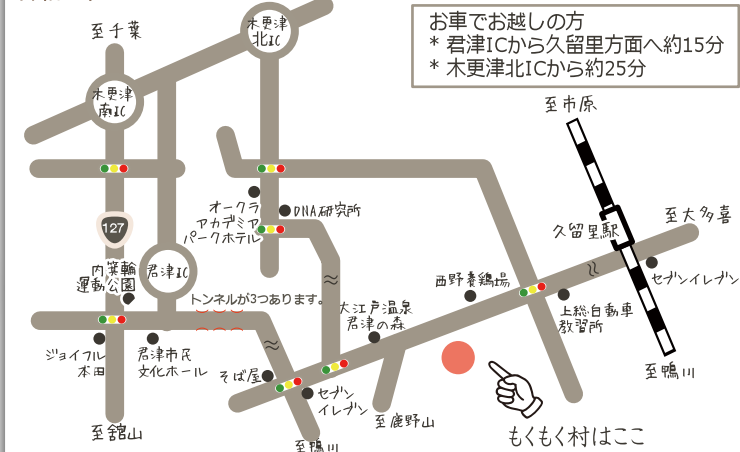 お車でお越しの方
* 君津ICから久留里方面へ約15分
* 木更津北ICから約25分
至千葉
木更津
北IC
木更津
南IC
至市原
127
オークラ
アカデミア
パークホテル
DNA研究所
久留里駅
至大多喜
内箕輪
運動公園
君津IC
トンネルが3つあります。
大江戸温泉
君津の森
西野養鶏場
セブンイレブン
上総自動車
教習所
ジョイフル
本田
君津市民
文化ホール
そば屋
セブン
イレブン
至鹿野山
至鴨川
至舘山
至鴨川
もくもく村はここ